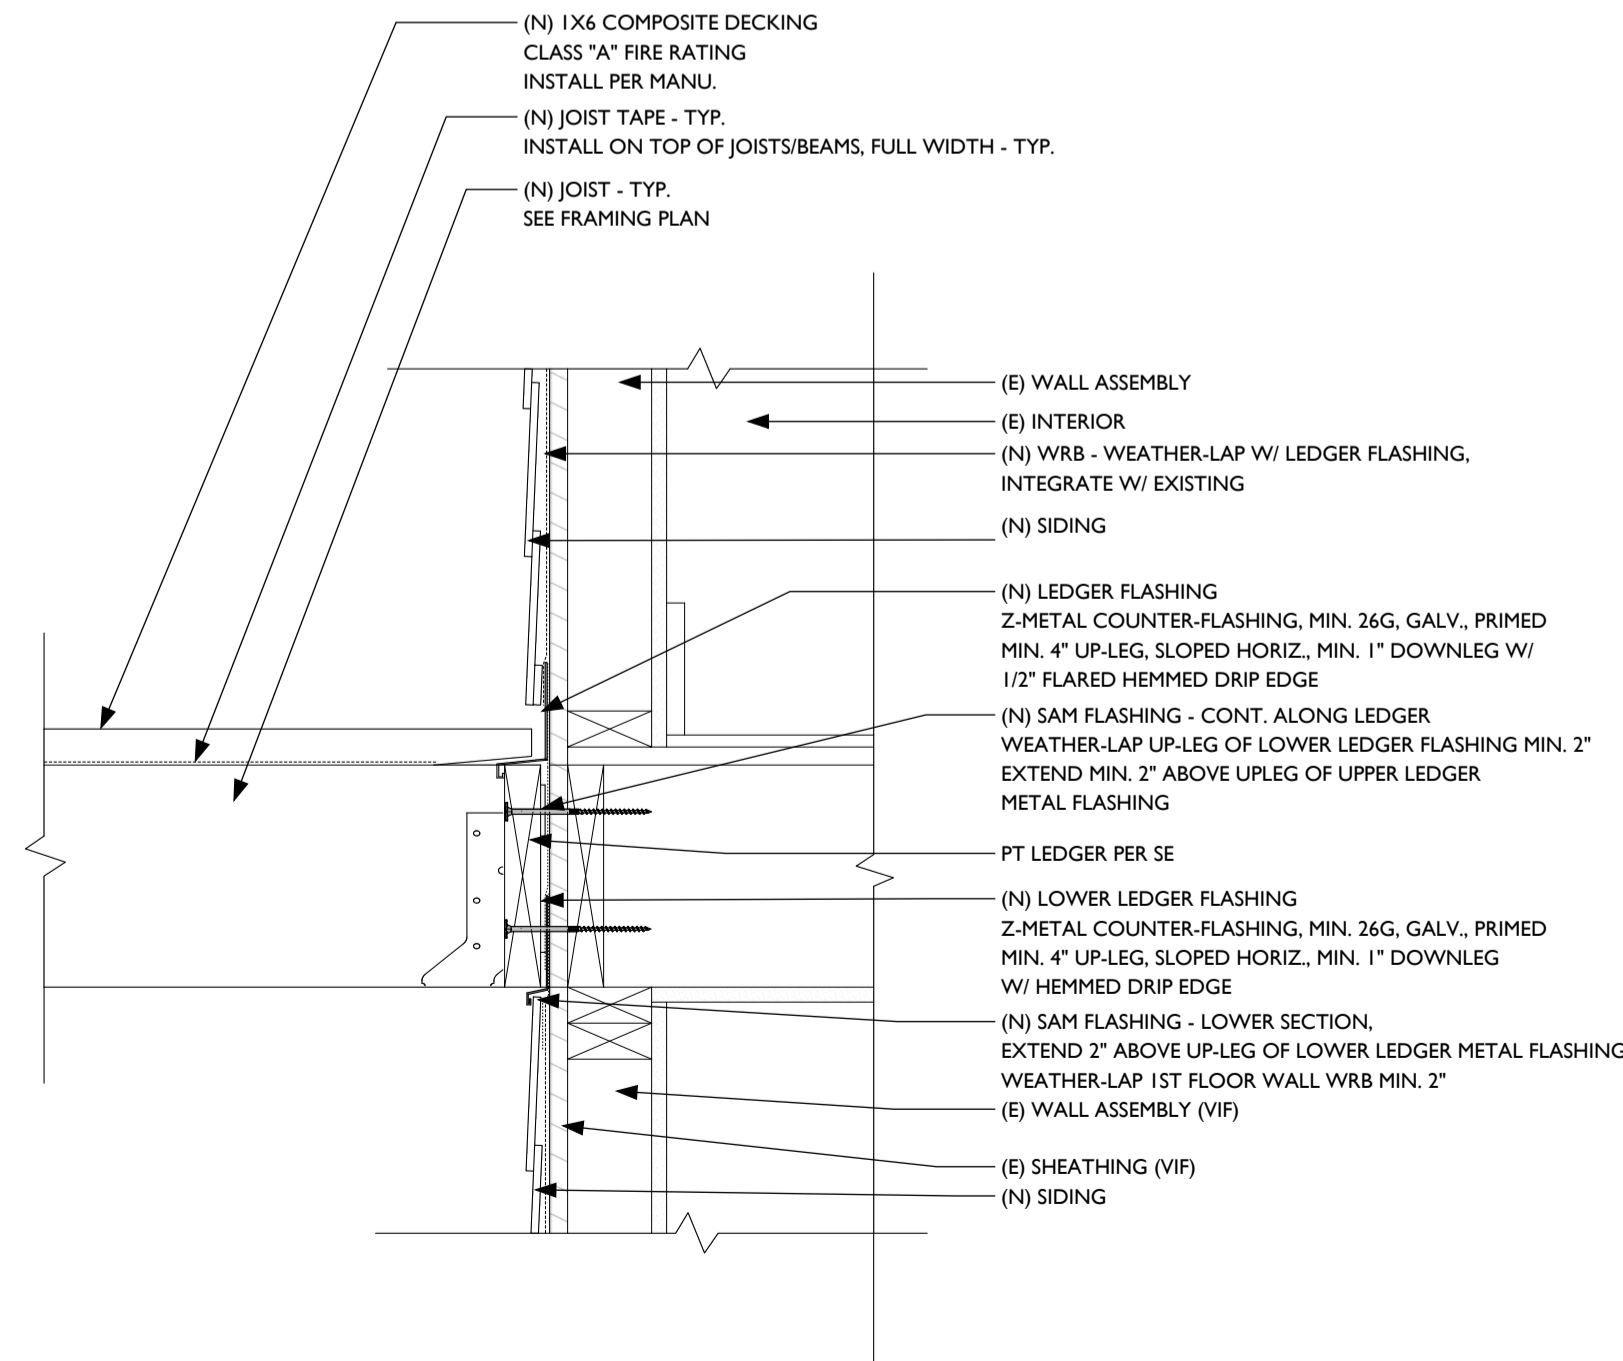 (N) 1X6 COMPOSITE DECKING
CLASS "A" FIRE RATING
INSTALL PER MANU.
(N) JOIST TAPE - TYP.
INSTALL ON TOP OF JOISTS/BEAMS, FULL WIDTH - TYP.
(N) JOIST - TYP.
SEE FRAMING PLAN
(E) WALL ASSEMBLY
(E) INTERIOR
(N) WRB - WEATHER-LAP W/ LEDGER FLASHING,
INTEGRATE W/ EXISTING
(N) SIDING
(N) LEDGER FLASHING
Z-METAL COUNTER-FLASHING, MIN. 26G, GALV., PRIMED
MIN. 4" UP-LEG, SLOPED HORIZ., MIN. 1" DOWNLEG W/
1/2" FLARED HEMMED DRIP EDGE
(N) SAM FLASHING - CONT. ALONG LEDGER
WEATHER-LAP UP-LEG OF LOWER LEDGER FLASHING MIN. 2"
EXTEND MIN. 2" ABOVE UPLEG OF UPPER LEDGER
METAL FLASHING
PT LEDGER PER SE
(N) LOWER LEDGER FLASHING
Z-METAL COUNTER-FLASHING, MIN. 26G, GALV., PRIMED
MIN. 4" UP-LEG, SLOPED HORIZ., MIN. 1" DOWNLEG
W/ HEMMED DRIP EDGE
(N) SAM FLASHING - LOWER SECTION,
EXTEND 2" ABOVE UP-LEG OF LOWER LEDGER METAL FLASHING
WEATHER-LAP 1ST FLOOR WALL WRB MIN. 2"
(E) WALL ASSEMBLY (VIF)
(E) SHEATHING (VIF)
(N) SIDING